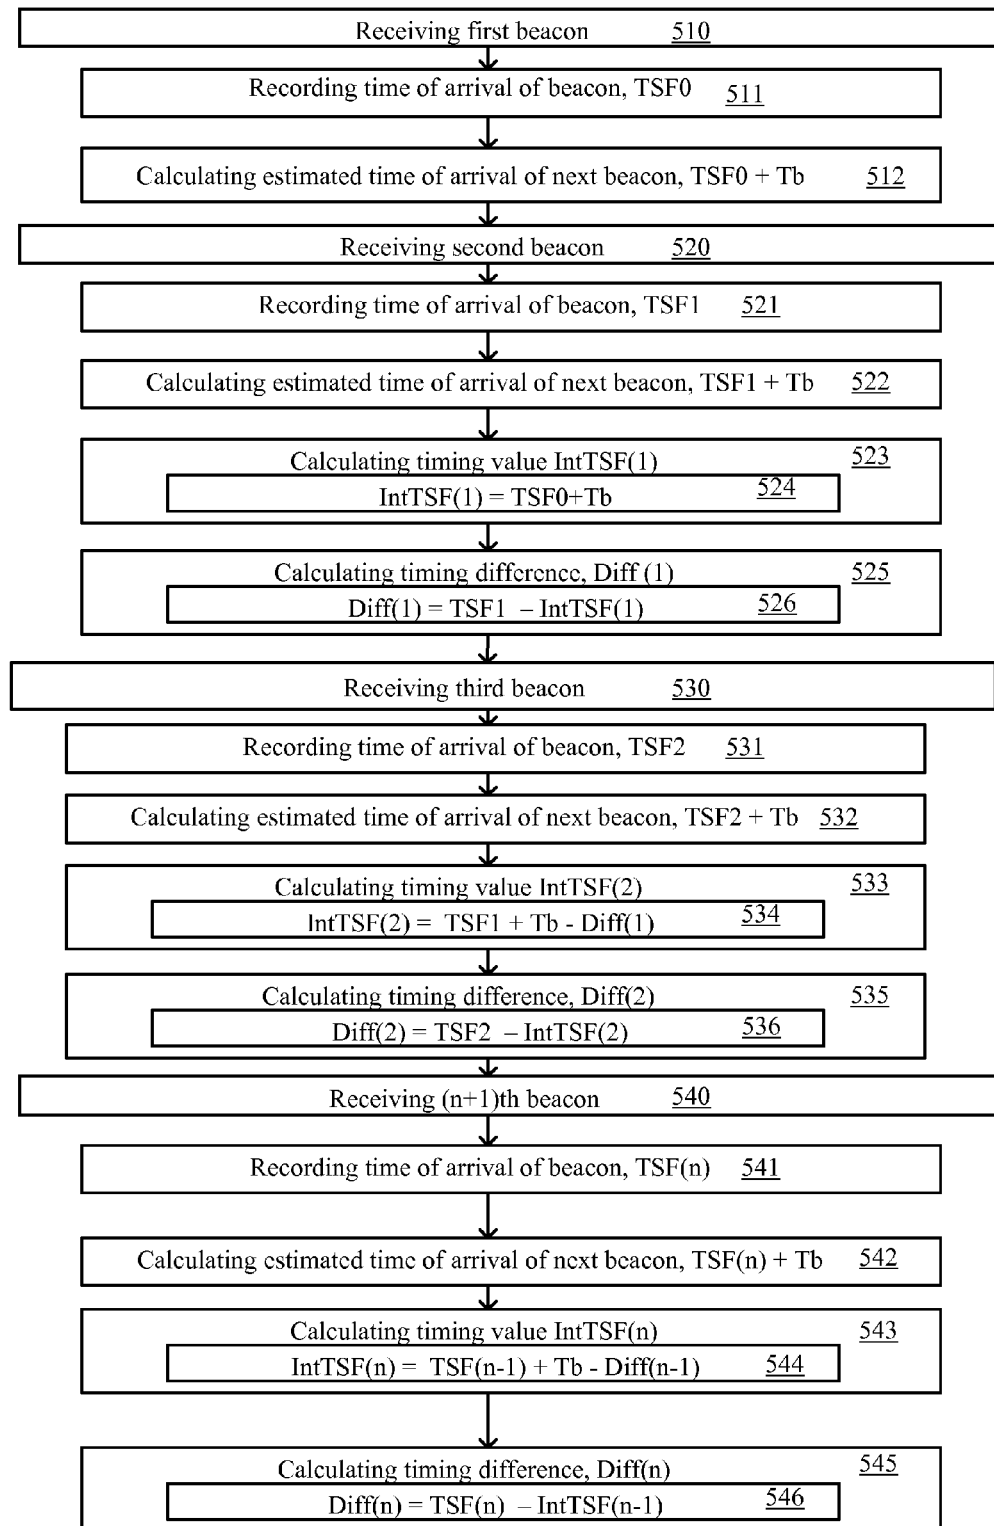 Receiving first beacon 510
Recording time of arrival of beacon, TSF0 511
Calculating estimated time of arrival of next beacon, TSF0 + Tb 512
Receiving second beacon 520
Recording time of arrival of beacon, TSF1 521
Calculating estimated time of arrival of next beacon, TSF1 + Tb 522
Calculating timing value IntTSF(1) 523
IntTSF(1) = TSF0+Tb 524
Calculating timing difference, Diff (1) 525
Diff(1) = TSF1 – IntTSF(1) 526
Receiving third beacon 530
Recording time of arrival of beacon, TSF2 531
Calculating estimated time of arrival of next beacon, TSF2 + Tb 532
Calculating timing value IntTSF(2) 533
IntTSF(2) = TSF1 + Tb - Diff(1) 534
Calculating timing difference, Diff(2) 535
Diff(2) = TSF2 – IntTSF(2) 536
Receiving (n+1)th beacon 540
Recording time of arrival of beacon, TSF(n) 541
Calculating estimated time of arrival of next beacon, TSF(n) + Tb 542
Calculating timing value IntTSF(n) 543
IntTSF(n) = TSF(n-1) + Tb - Diff(n-1) 544
Calculating timing difference, Diff(n) 545
Diff(n) = TSF(n) – IntTSF(n-1) 546